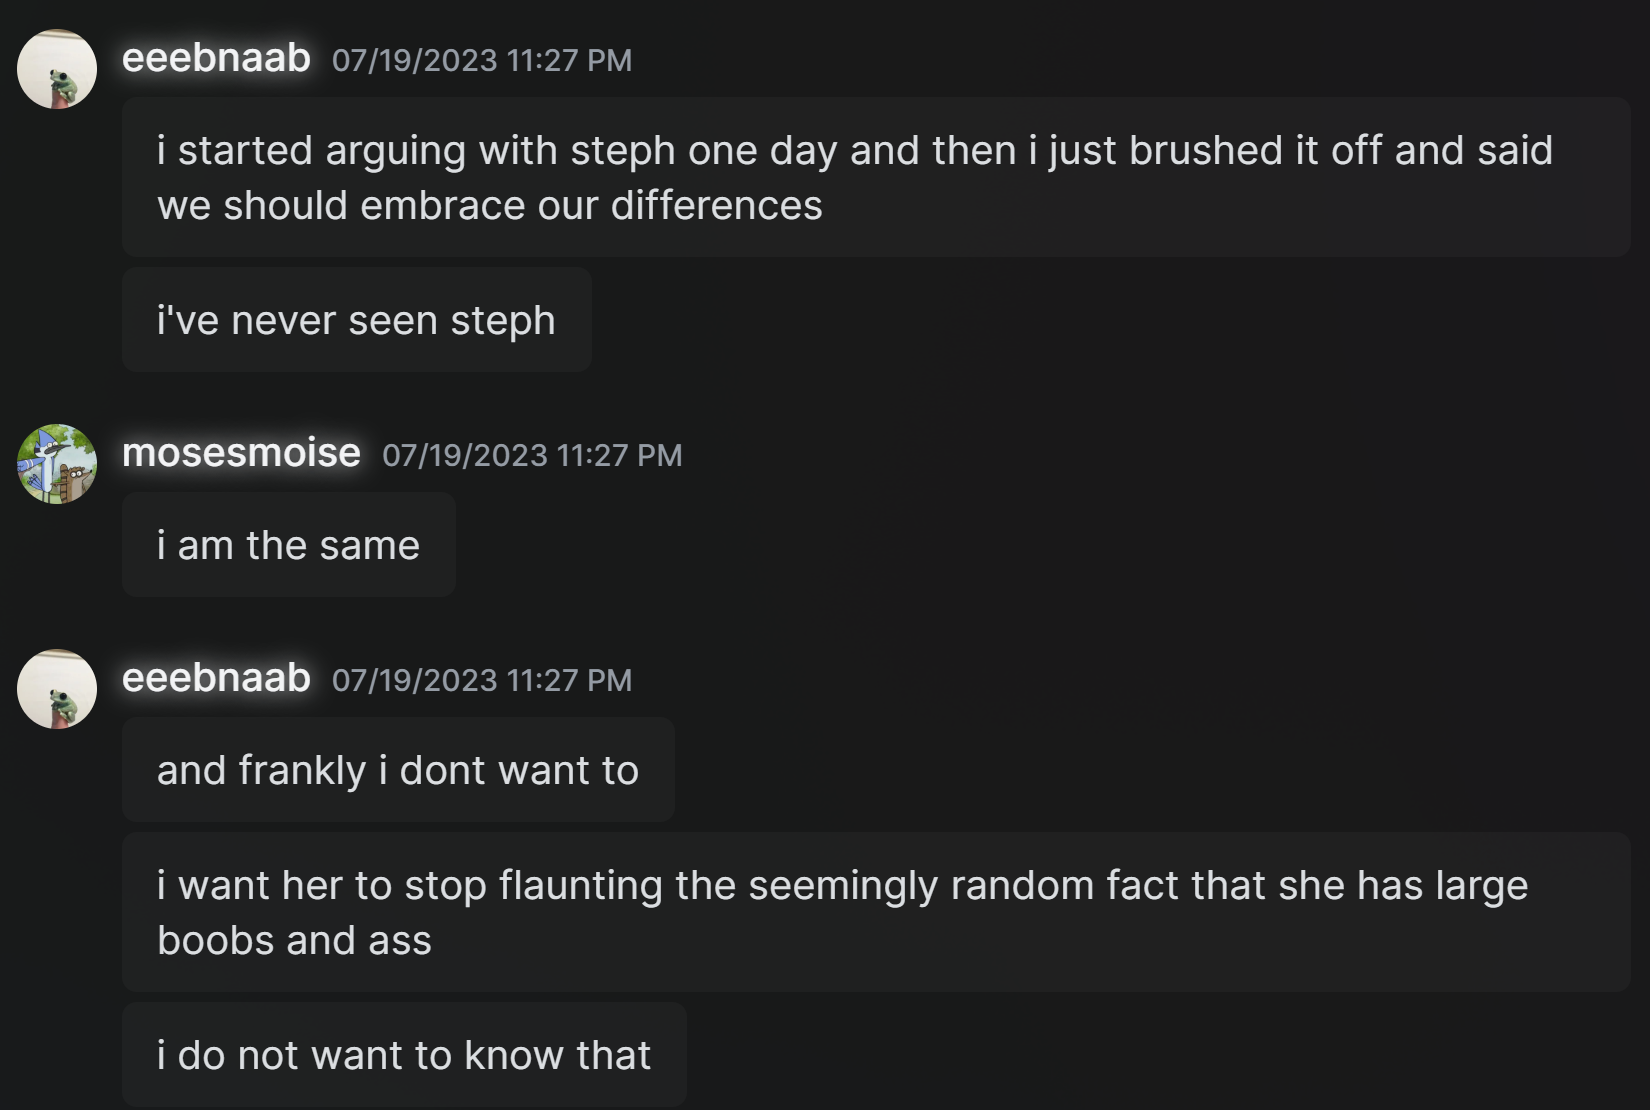 eeebnaab 07/19/2023 11:27 PM
i started arguing with steph one day and then i just brushed it off and said
we should embrace our differences
i've never seen steph
mosesmoise 07/19/2023 11:27 PM
i am the same
eeebnaab 07/19/2023 11:27 PM
and frankly i dont want to
i want her to stop flaunting the seemingly random fact that she has large
boobs and ass
i do not want to know that